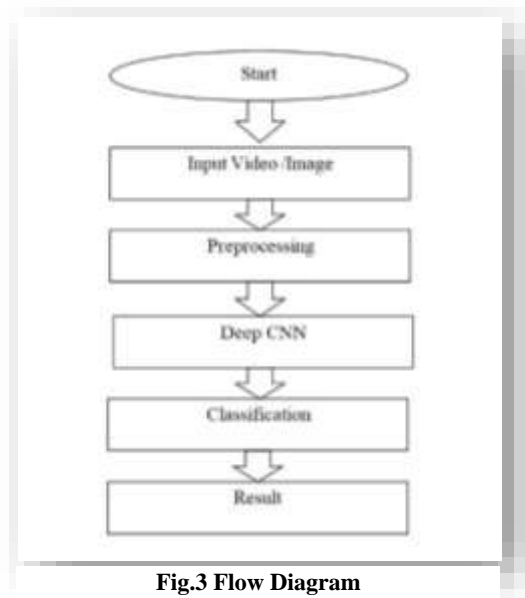 Start
Input Video /Image
Preprocessing
Deep CNN
Classification
Result
Fig.3 Flow Diagram